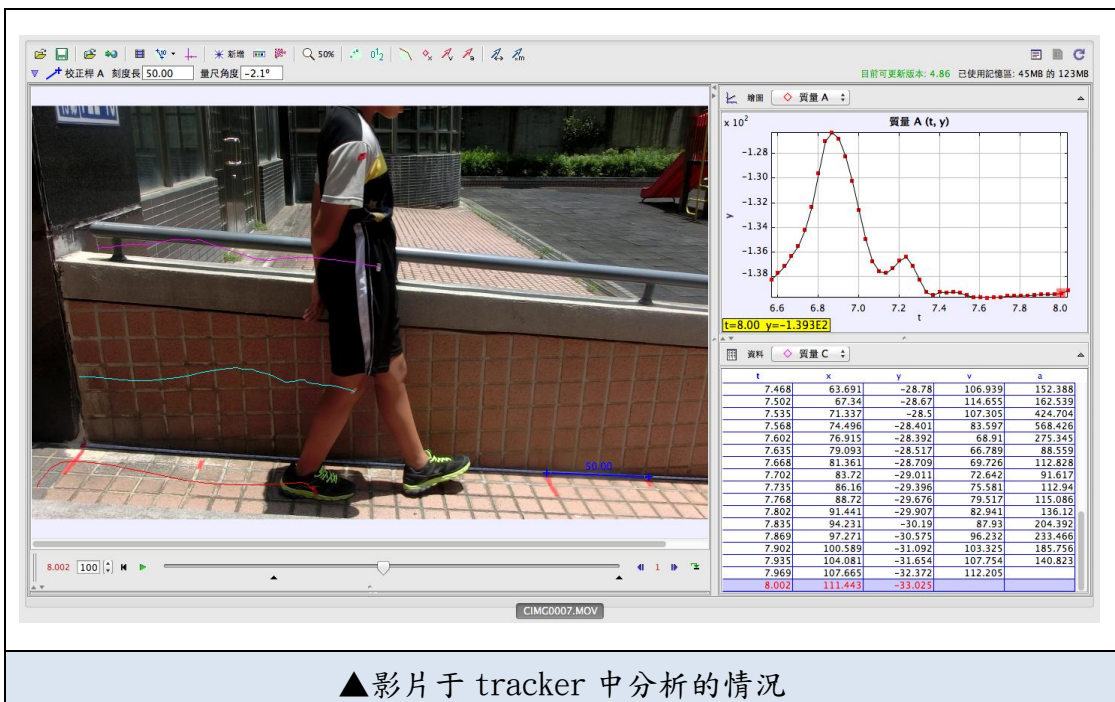 新增
50%
校正桿 A 刻度長 50.00 量尺角度 -2.1°
目前可更新版本: 4.86 已使用記憶區: 45MB 的 123MB
繪圖 質量 A
x 10²
質量 A (t, y)
-1.28
-1.30
-1.32
-1.34
-1.36
-1.38
y
6.6 6.8 7.0 7.2 7.4 7.6 7.8 8.0
t
t=8.00 y=-1.393E2
資料 質量 C
t x y v a
7.468 63.691 -28.78 106.939 152.388
7.502 67.34 -28.67 114.655 162.539
7.535 71.337 -28.5 107.305 424.704
7.568 74.496 -28.401 83.597 568.426
7.602 76.915 -28.392 68.91 275.345
7.635 79.093 -28.517 66.789 88.559
7.668 81.361 -28.709 69.726 112.828
7.702 83.72 -29.011 72.642 91.617
7.735 86.16 -29.396 75.581 112.94
7.768 88.72 -29.676 79.517 115.086
7.802 91.441 -29.907 82.941 136.12
7.835 94.231 -30.19 87.93 204.392
7.869 97.271 -30.575 96.232 233.466
7.902 100.589 -31.092 103.325 185.756
7.935 104.081 -31.654 107.754 140.823
7.969 107.665 -32.372 112.205
8.002 111.443 -33.025
50.00
8.002 100 1
CIMG0007.MOV
▲影片于 tracker 中分析的情況